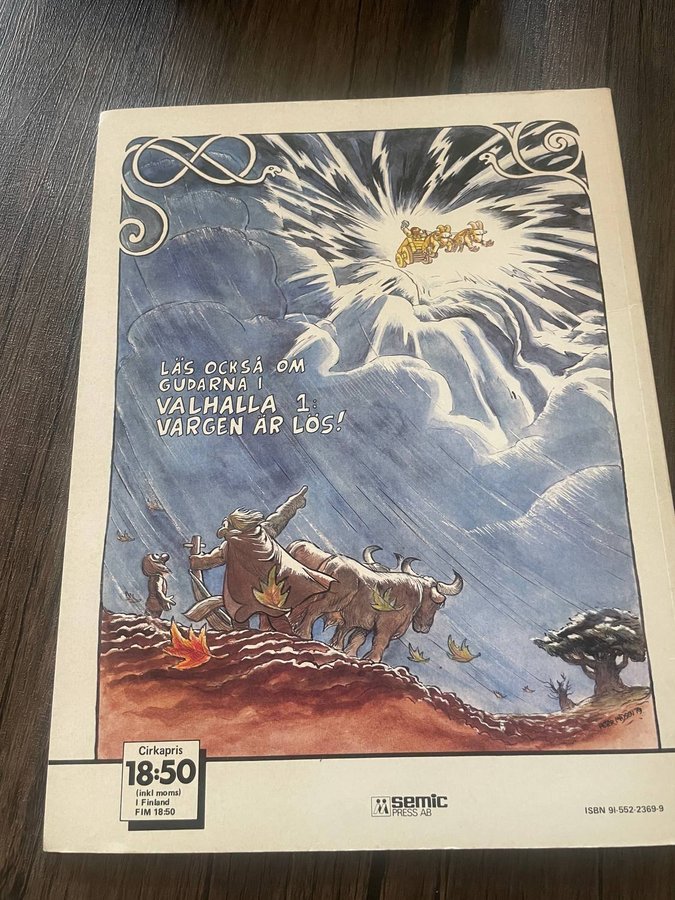 LÄS OCKSÅ OM
GUDARNA I
VALHALLA 1:
VARGEN ÄR LÖS!
Cirkapris
18:50
(inkl moms)
I Finland
FIM 18:50
semic
PRESS AB
ISBN 91-552-2369-9